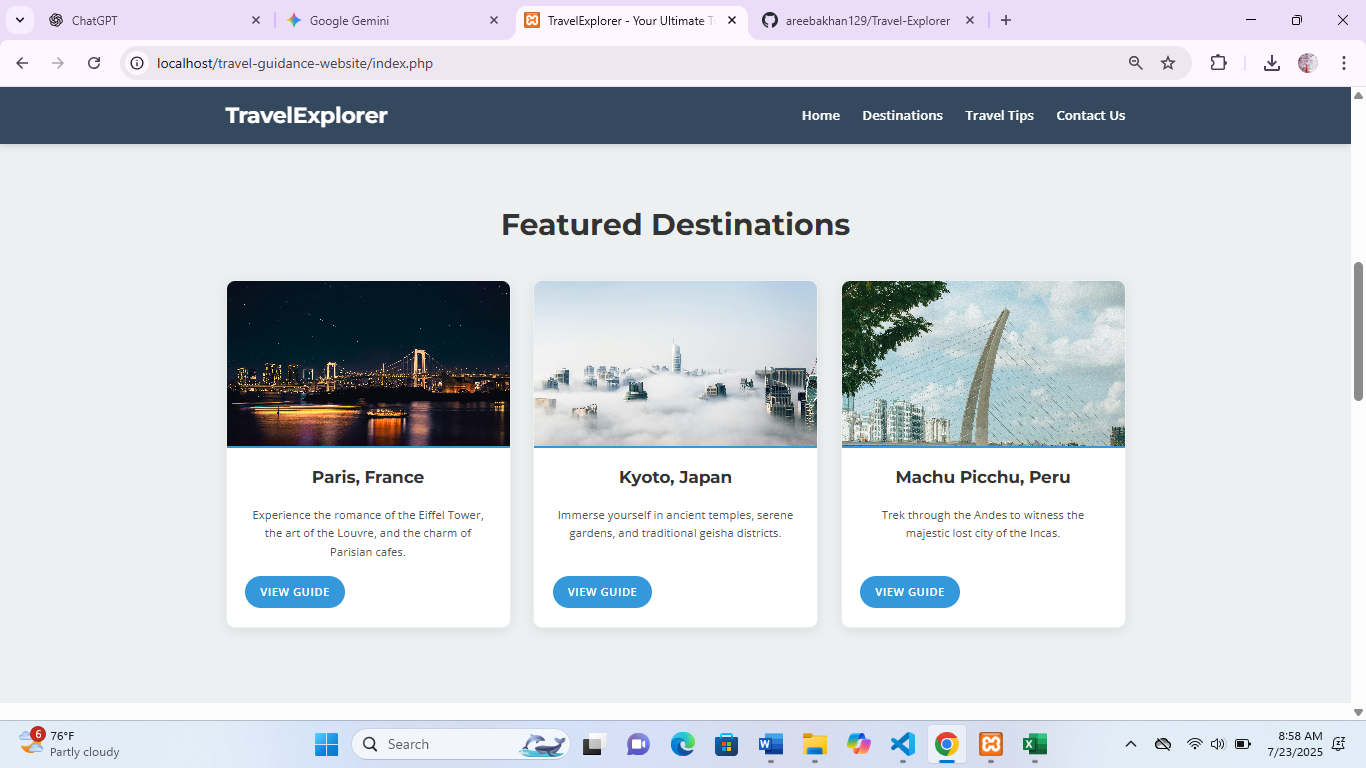 ChatGPT
Google Gemini
TravelExplorer - Your Ultimate T
areebakhan129/Travel-Explorer
localhost/travel-guidance-website/index.php
TravelExplorer
Home Destinations Travel Tips Contact Us
Featured Destinations
Paris, France
Experience the romance of the Eiffel Tower,
the art of the Louvre, and the charm of
Parisian cafes.
VIEW GUIDE
Kyoto, Japan
Immerse yourself in ancient temples, serene
gardens, and traditional geisha districts.
VIEW GUIDE
Machu Picchu, Peru
Trek through the Andes to witness the
majestic lost city of the Incas.
VIEW GUIDE
6
76°F
Partly cloudy
Search
8:58 AM
7/23/2025